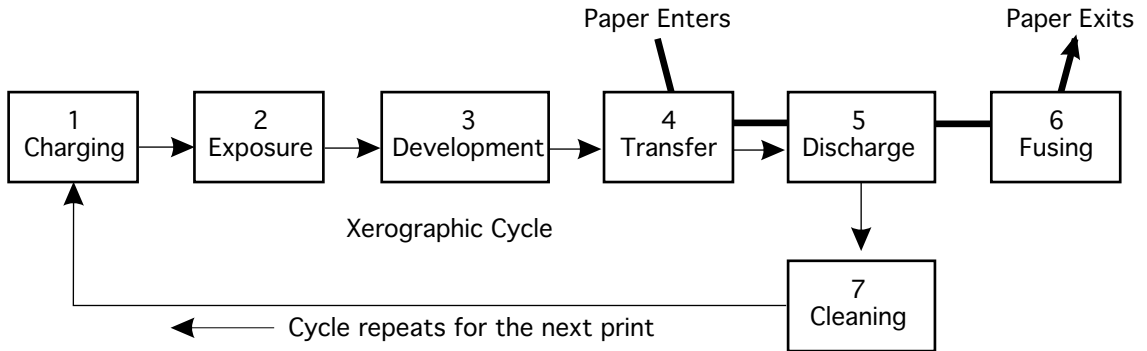 Paper Enters
Paper Exits
1
Charging
2
Exposure
3
Development
4
Transfer
5
Discharge
6
Fusing
Xerographic Cycle
7
Cleaning
Cycle repeats for the next print